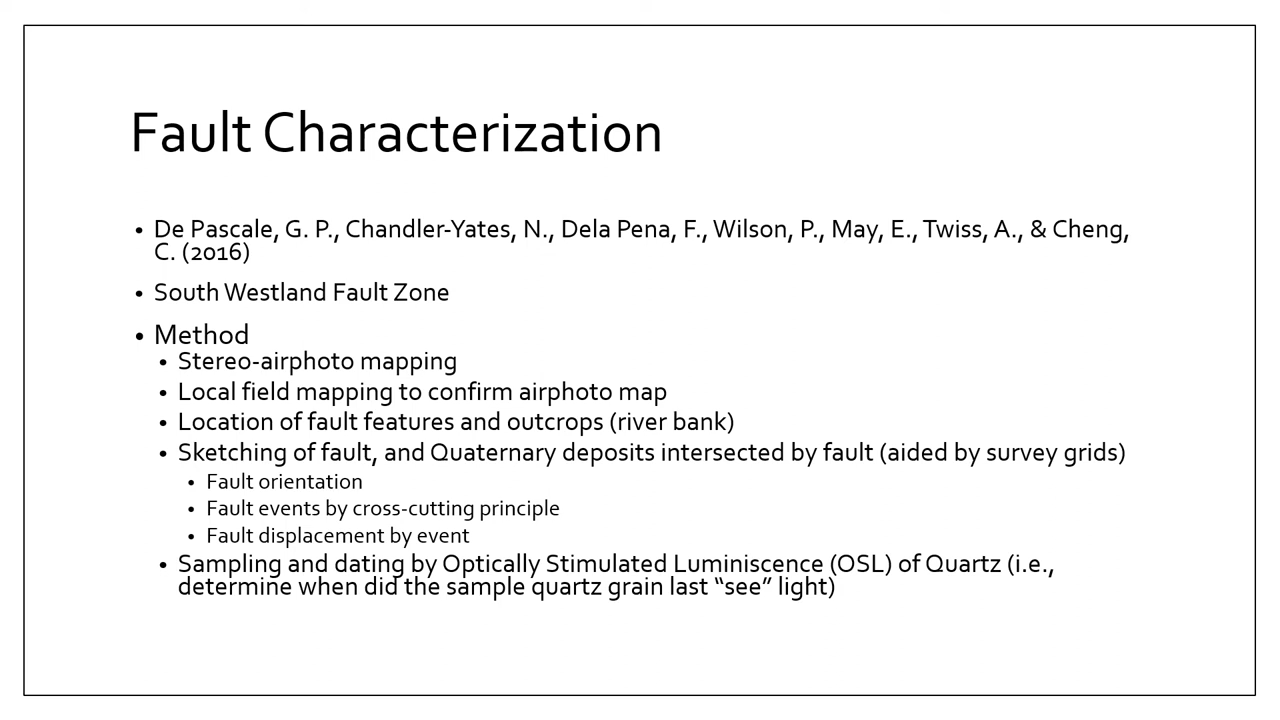 Fault Characterization
• De Pascale, G. P., Chandler-Yates, N., Dela Pena, F., Wilson, P., May, E., Twiss, A., & Cheng,
C. (2016)
• South Westland Fault Zone
• Method
• Stereo-airphoto mapping
• Local field mapping to confirm airphoto map
• Location of fault features and outcrops (river bank)
• Sketching of fault, and Quaternary deposits intersected by fault (aided by survey grids)
• Fault orientation
• Fault events by cross-cutting principle
• Fault displacement by event
• Sampling and dating by Optically Stimulated Luminiscence (OSL) of Quartz (i.e.,
determine when did the sample quartz grain last “see” light)